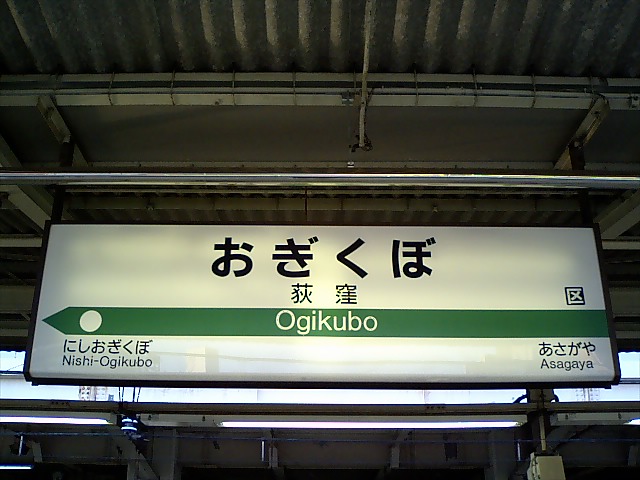 おぎくぼ
荻窪
区
Ogikubo
にしおぎくぼ
Nishi-Ogikubo
あさがや
Asagaya